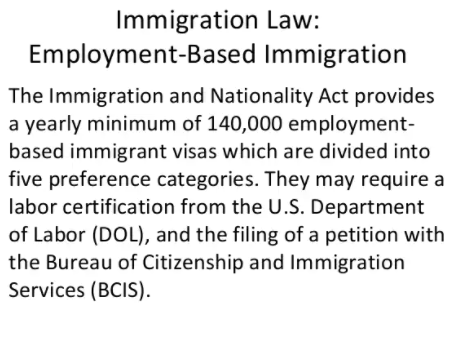 Immigration Law:
Employment-Based Immigration
The Immigration and Nationality Act provides
a yearly minimum of 140,000 employment-
based immigrant visas which are divided into
five preference categories. They may require a
labor certification from the U.S. Department
of Labor (DOL), and the filing of a petition with
the Bureau of Citizenship and Immigration
Services (BCIS).